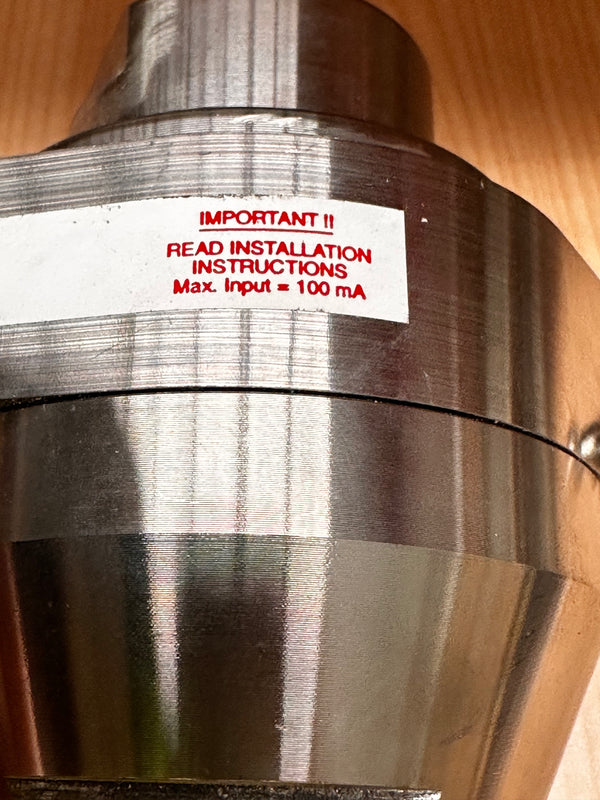 IMPORTANT !!
READ INSTALLATION
INSTRUCTIONS
Max. Input = 100 mA